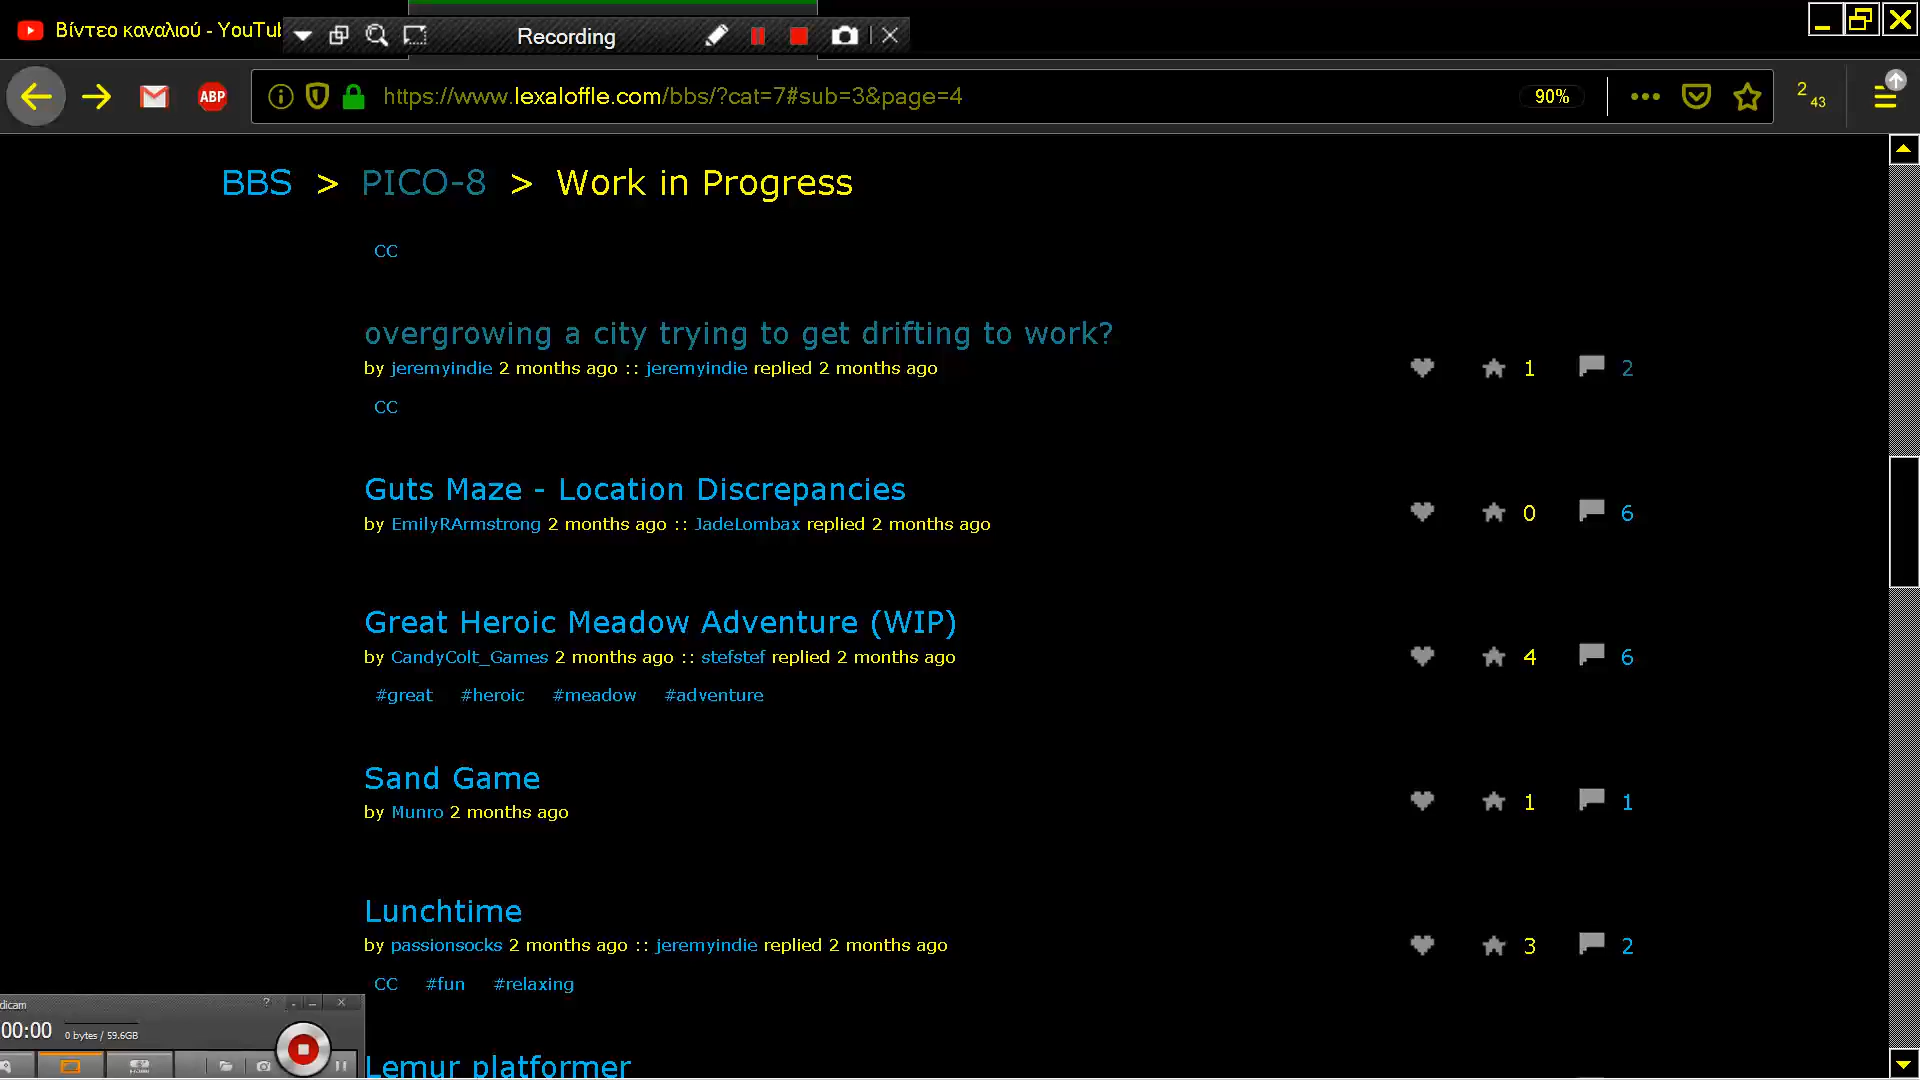 Βίντεο καναλιού - YouTu
Recording
ABP
https://www.lexaloffle.com/bbs/?cat=7#sub=3&page=4
90%
2
43
BBS > PICO-8 > Work in Progress
CC
overgrowing a city trying to get drifting to work?
by jeremyindie 2 months ago :: jeremyindie replied 2 months ago
1
2
CC
Guts Maze - Location Discrepancies
by EmilyRArmstrong 2 months ago :: JadeLombax replied 2 months ago
0
6
Great Heroic Meadow Adventure (WIP)
by CandyColt_Games 2 months ago :: stefstef replied 2 months ago
4
6
#great #heroic #meadow #adventure
Sand Game
by Munro 2 months ago
1
1
Lunchtime
by passionsocks 2 months ago :: jeremyindie replied 2 months ago
3
2
CC #fun #relaxing
dicam
?
00:00
0 bytes / 59.6GB
Lemur platformer